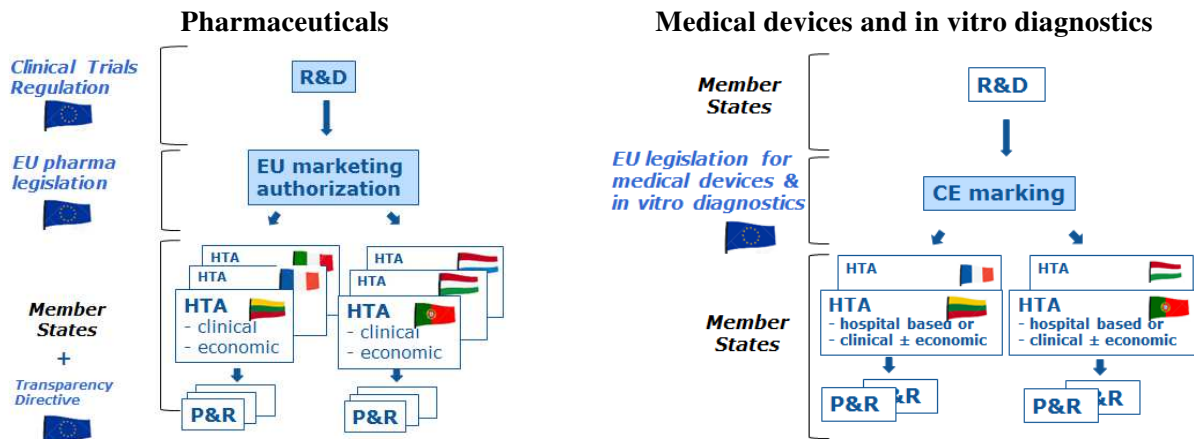 Pharmaceuticals
Clinical Trials
Regulation
R&D
EU pharma
legislation
EU marketing
authorization
HTA
HTA
HTA
- clinical
- economic
HTA
HTA
HTA
- clinical
- economic
Member
States
+
Transparency
Directive
P&R
P&R
Medical devices and in vitro diagnostics
Member
States
R&D
EU legislation for
medical devices &
in vitro diagnostics
CE marking
HTA
HTA
- hospital based or
- clinical ± economic
HTA
HTA
- hospital based or
- clinical ± economic
Member
States
P&R
&R
P&R
&R